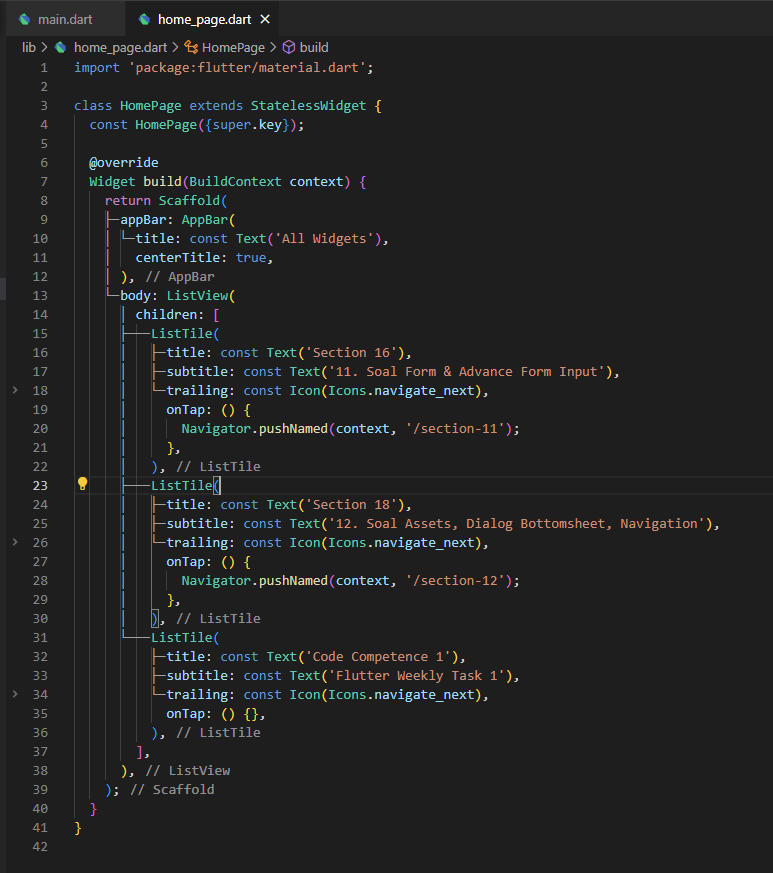 main.dart home_page.dart ×
lib > home_page.dart > HomePage > build
1 import 'package:flutter/material.dart';
2
3 class HomePage extends StatelessWidget {
4   const HomePage({super.key});
5
6   @override
7   Widget build(BuildContext context) {
8     return Scaffold(
9       appBar: AppBar(
10         title: const Text('All Widgets'),
11         centerTitle: true,
12       ), // AppBar
13       body: ListView(
14         children: [
15           ListTile(
16             title: const Text('Section 16'),
17             subtitle: const Text('11. Soal Form & Advance Form Input'),
18             trailing: const Icon(Icons.navigate_next),
19             onTap: () {
20               Navigator.pushNamed(context, '/section-11');
21             },
22           ), // ListTile
23           ListTile(
24             title: const Text('Section 18'),
25             subtitle: const Text('12. Soal Assets, Dialog Bottomsheet, Navigation'),
26             trailing: const Icon(Icons.navigate_next),
27             onTap: () {
28               Navigator.pushNamed(context, '/section-12');
29             },
30           ), // ListTile
31           ListTile(
32             title: const Text('Code Competence 1'),
33             subtitle: const Text('Flutter Weekly Task 1'),
34             trailing: const Icon(Icons.navigate_next),
35             onTap: () {},
36           ), // ListTile
37         ],
38       ), // ListView
39     ); // Scaffold
40   }
41 }
42